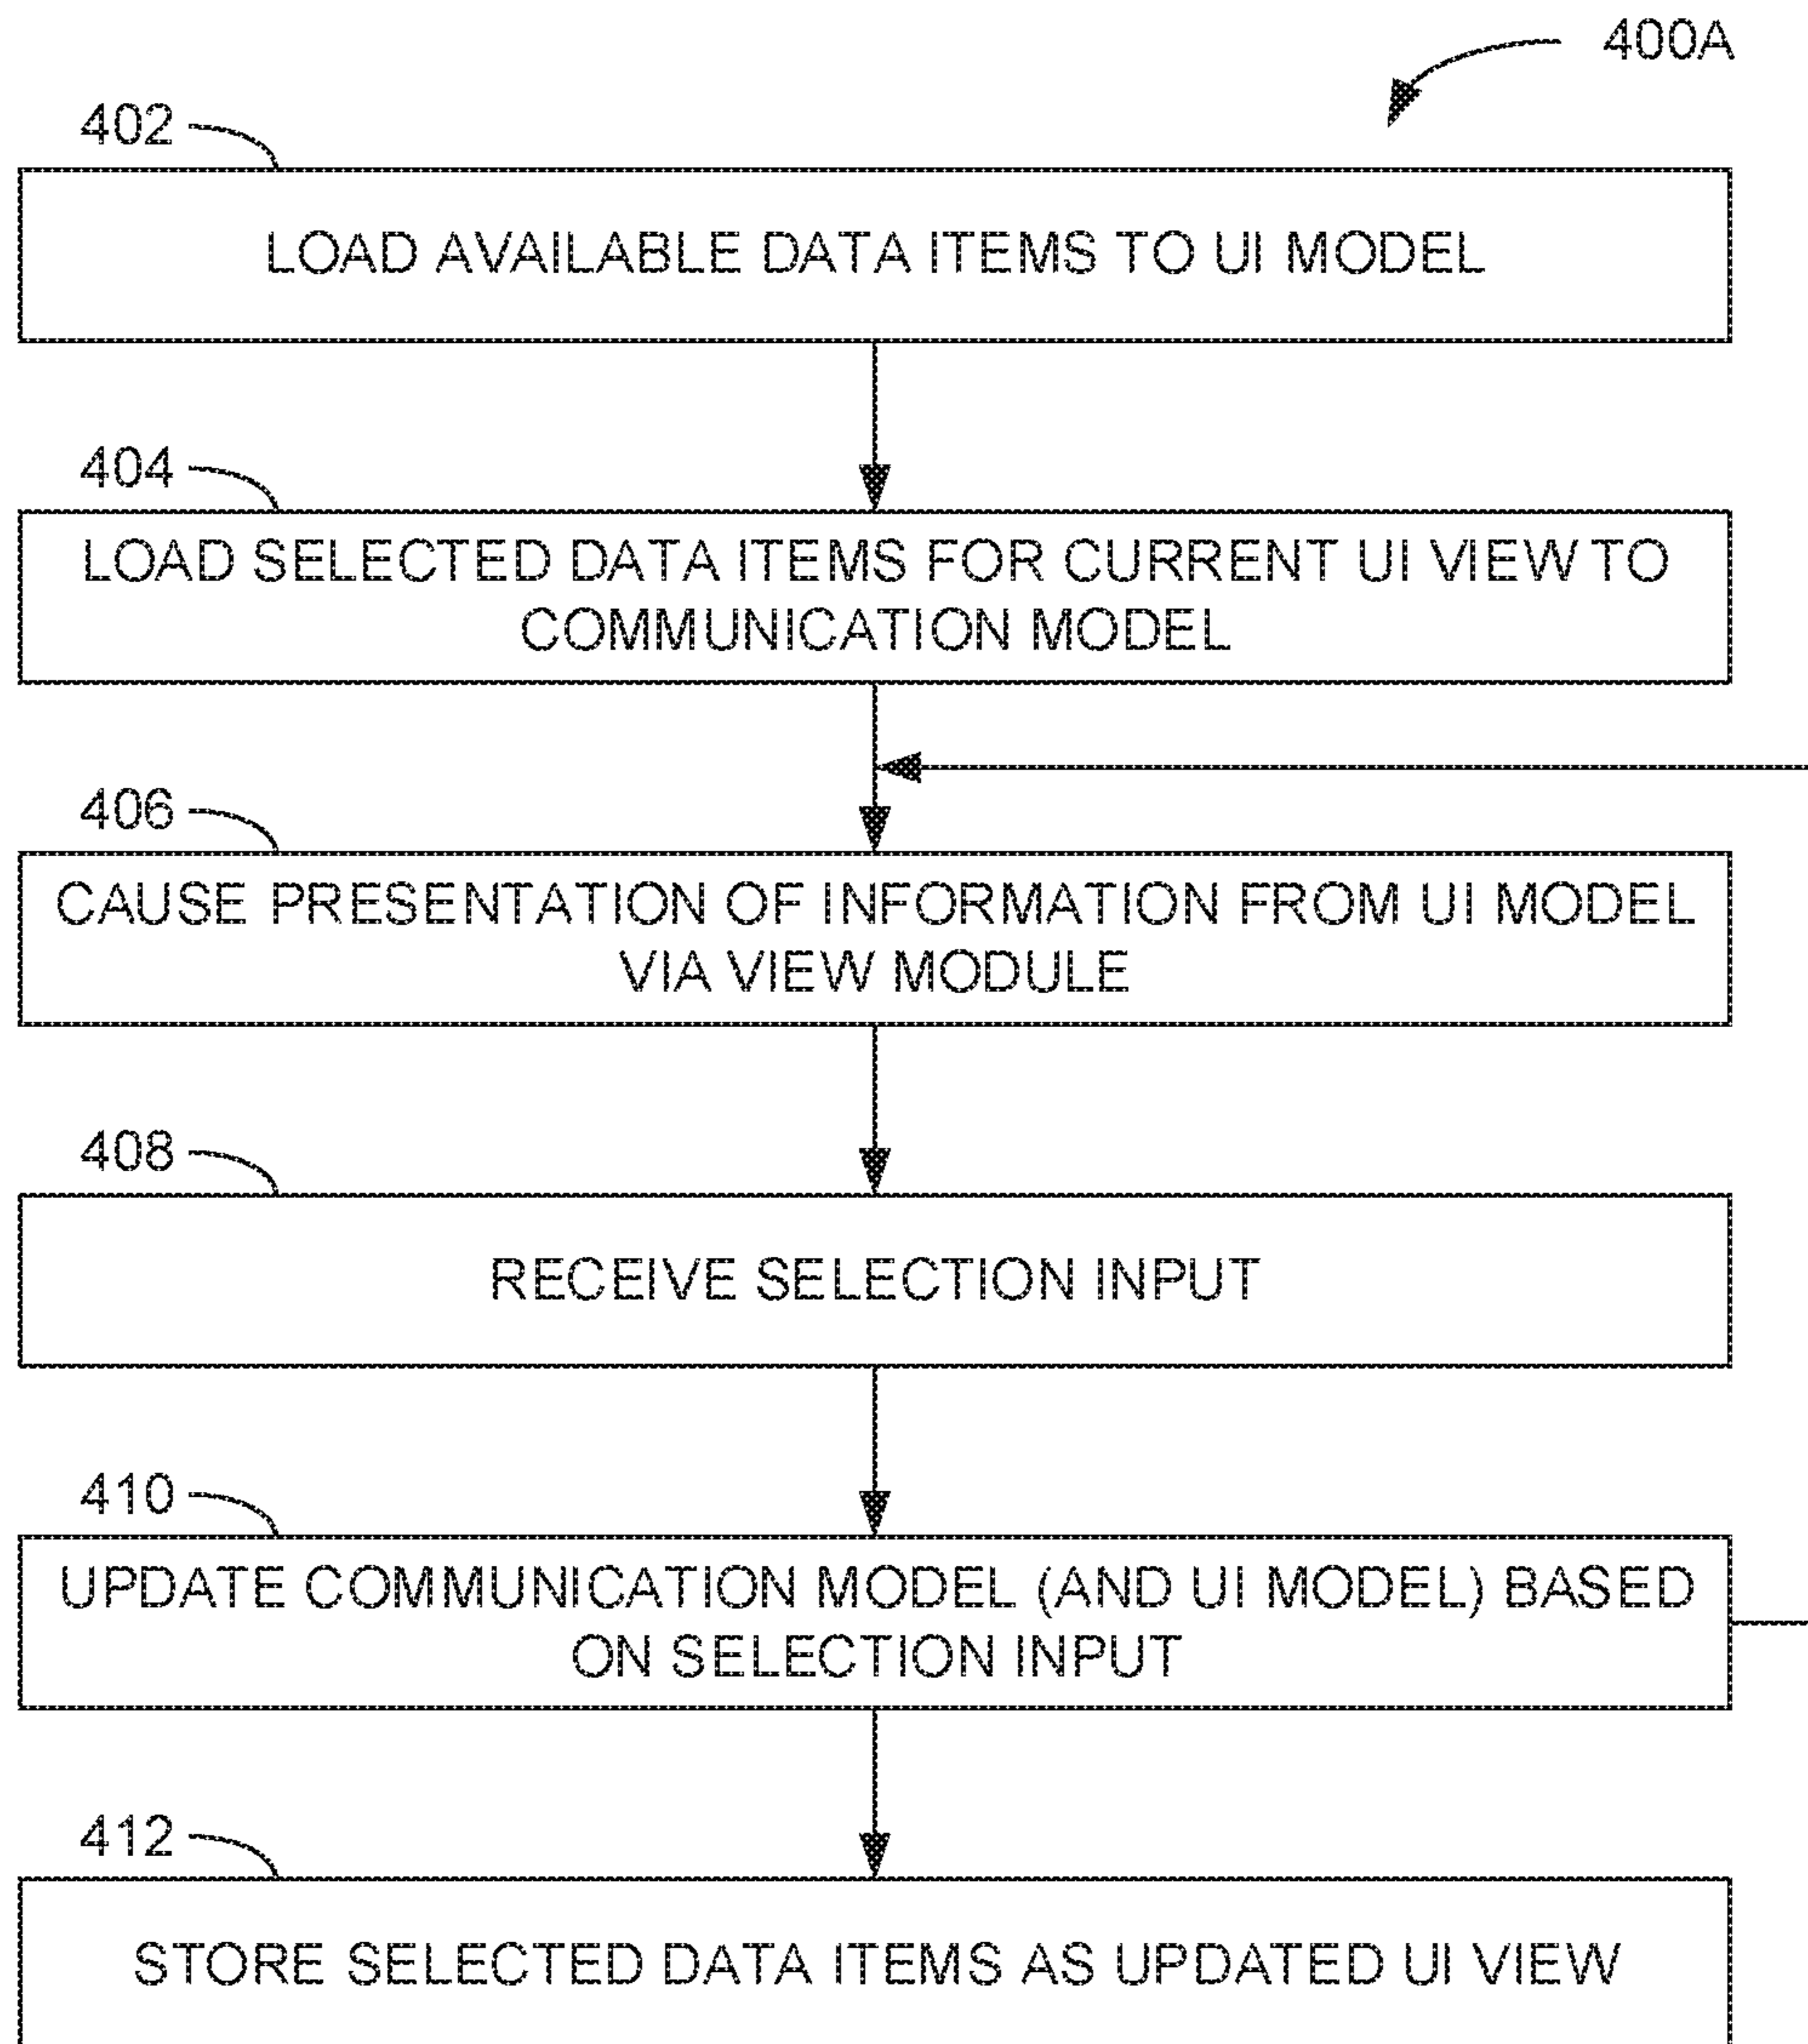 400A
402
LOAD AVAILABLE DATA ITEMS TO UI MODEL
404
LOAD SELECTED DATA ITEMS FOR CURRENT UI VIEW TO
COMMUNICATION MODEL
406
CAUSE PRESENTATION OF INFORMATION FROM UI MODEL
VIA VIEW MODULE
408
RECEIVE SELECTION INPUT
410
UPDATE COMMUNICATION MODEL (AND UI MODEL) BASED
ON SELECTION INPUT
412
STORE SELECTED DATA ITEMS AS UPDATED UI VIEW